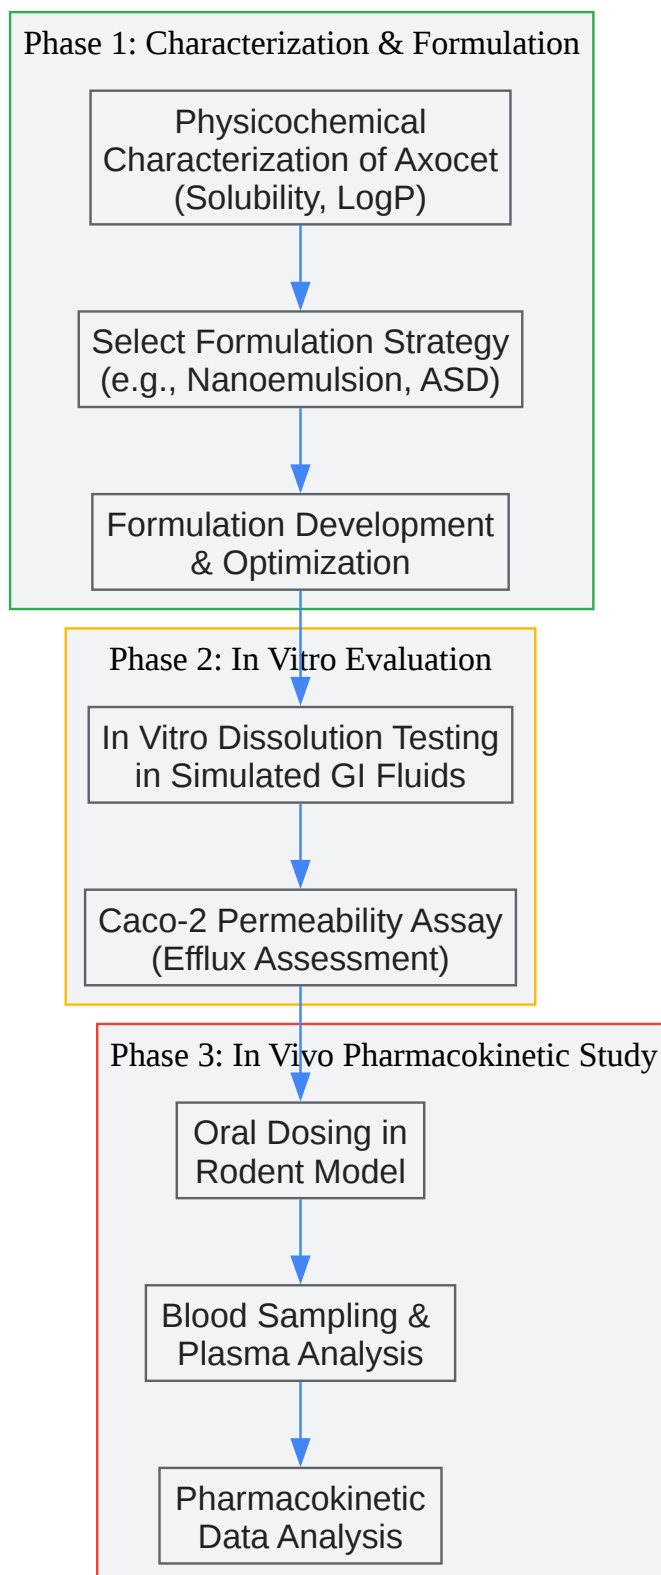 Phase 1: Characterization & Formulation
Physicochemical
Characterization of Axocet
(Solubility, LogP)
Select Formulation Strategy
(e.g., Nanoemulsion, ASD)
Formulation Development
& Optimization
Phase 2: In Vitro Evaluation
In Vitro Dissolution Testing
in Simulated GI Fluids
Caco-2 Permeability Assay
(Efflux Assessment)
Phase 3: In Vivo Pharmacokinetic Study
Oral Dosing in
Rodent Model
Blood Sampling &
Plasma Analysis
Pharmacokinetic
Data Analysis